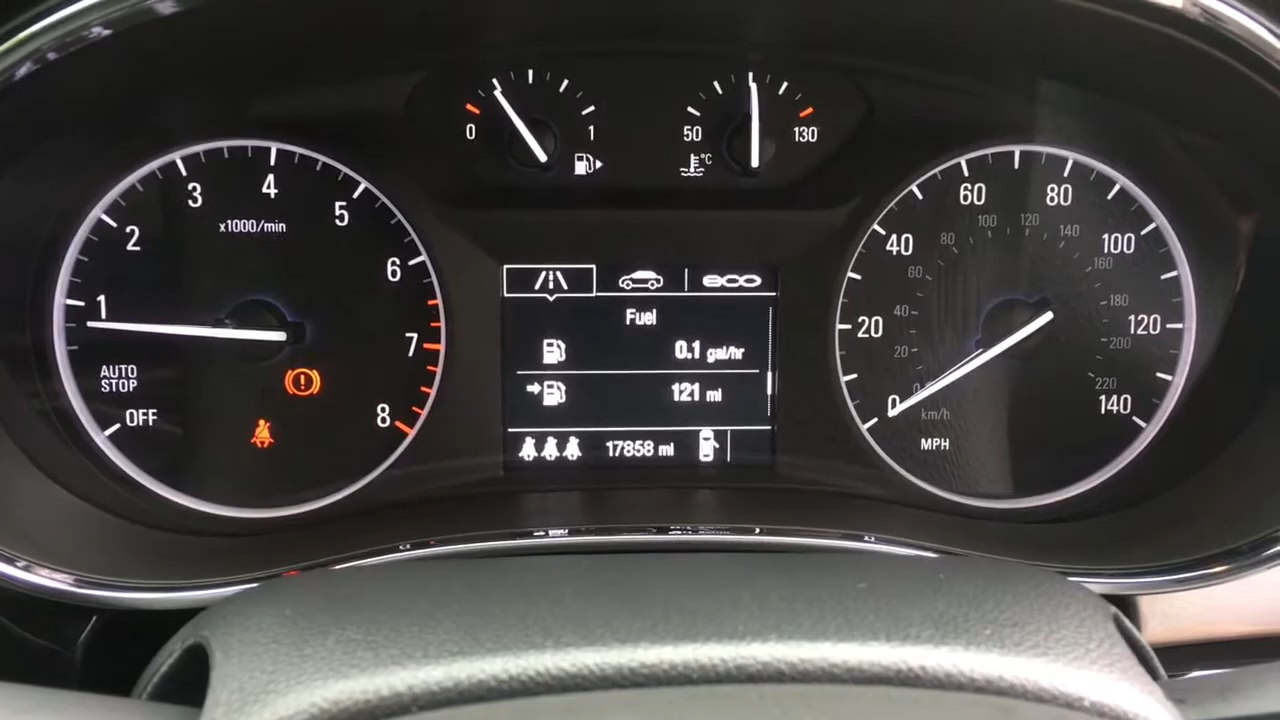 0 1
50 130
°C
1 2 3 4 5 6 7 8
x1000/min
AUTO
STOP
OFF
eco
Fuel
0.1 gal/hr
121 ml
17858 ml
0 20 40 60 80 100 120 140
0 20 40 60 80 100 120 140 160 180 200 220
km/h
MPH